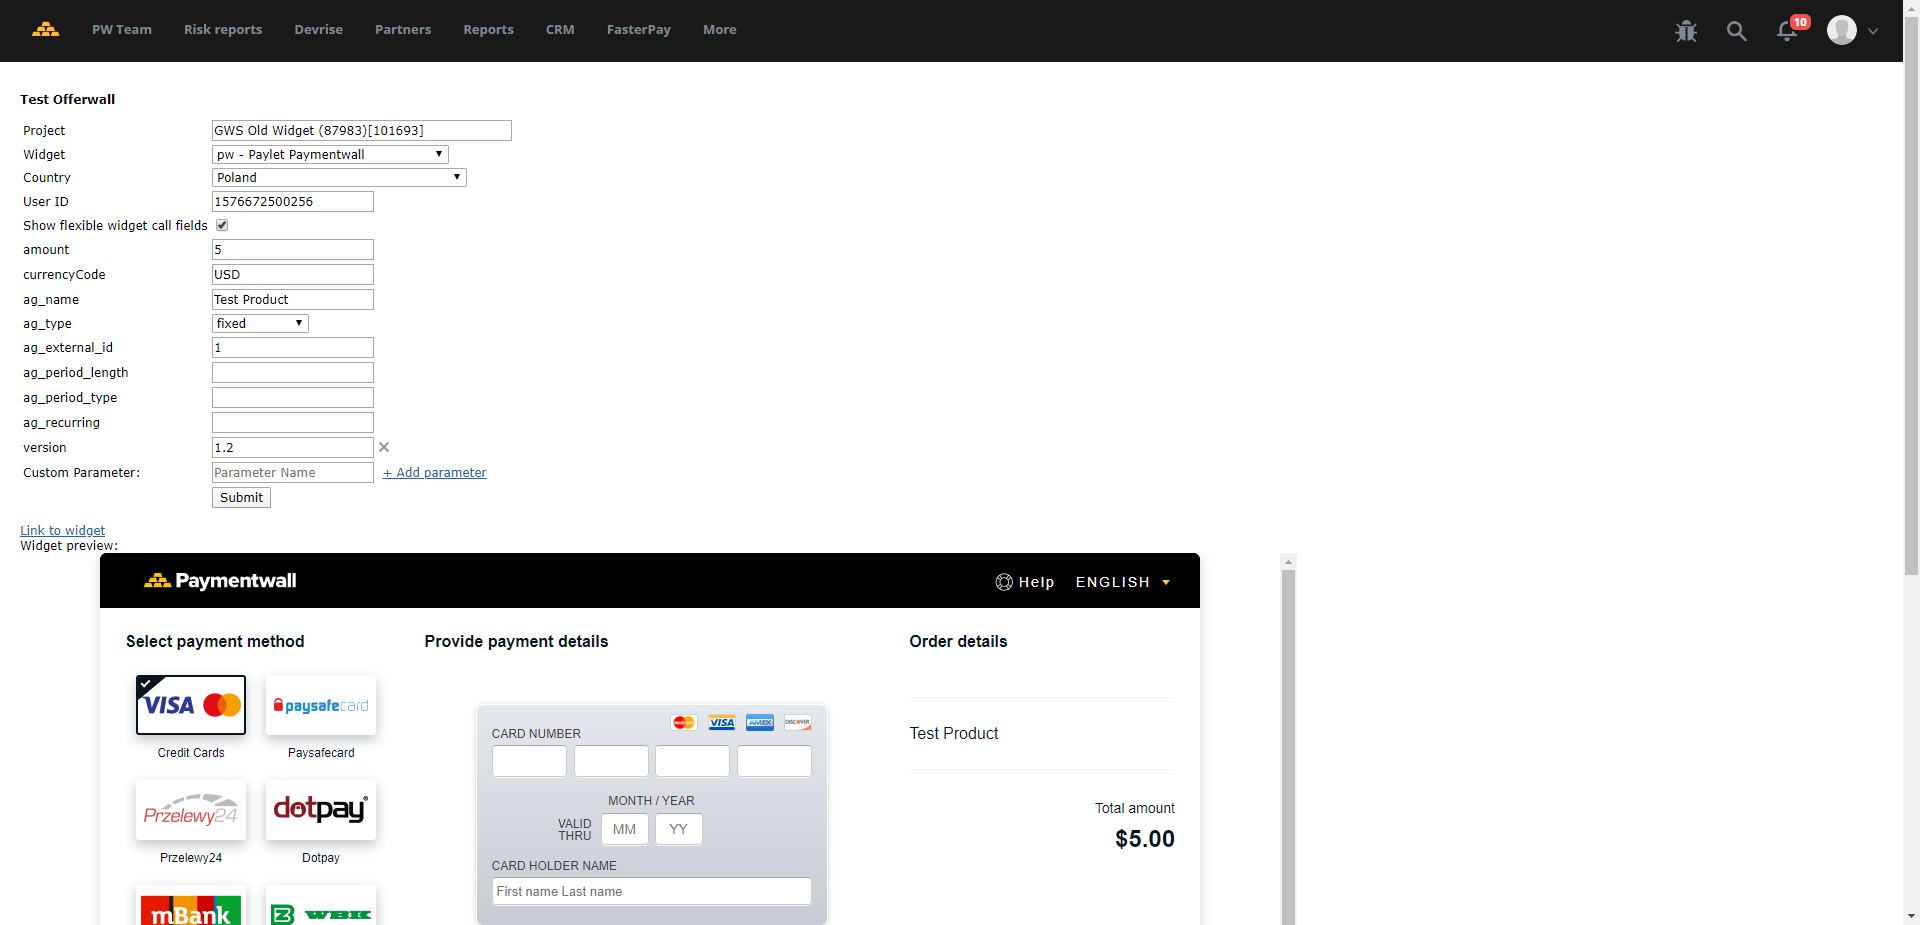 PW Team Risk reports Devrise Partners Reports CRM FasterPay More 10
Test Offerwall
Project GWS Old Widget (87983)[101693]
Widget pw - Paylet Paymentwall
Country Poland
User ID 1576672500256
Show flexible widget call fields
amount 5
currencyCode USD
ag_name Test Product
ag_type fixed
ag_external_id 1
ag_period_length
ag_period_type
ag_recurring
version 1.2
Custom Parameter: Parameter Name + Add parameter
Submit
Link to widget
Widget preview:
Paymentwall Help ENGLISH
Select payment method Provide payment details Order details
VISA paysafecard
Credit Cards Paysafecard
Przelewy24 dotpay
Przelewy24 Dotpay
mBank WBK
MasterCard VISA AMEX DISCOVER
CARD NUMBER
MONTH / YEAR
VALID
THRU MM YY
CARD HOLDER NAME
First name Last name
Test Product
Total amount
$5.00